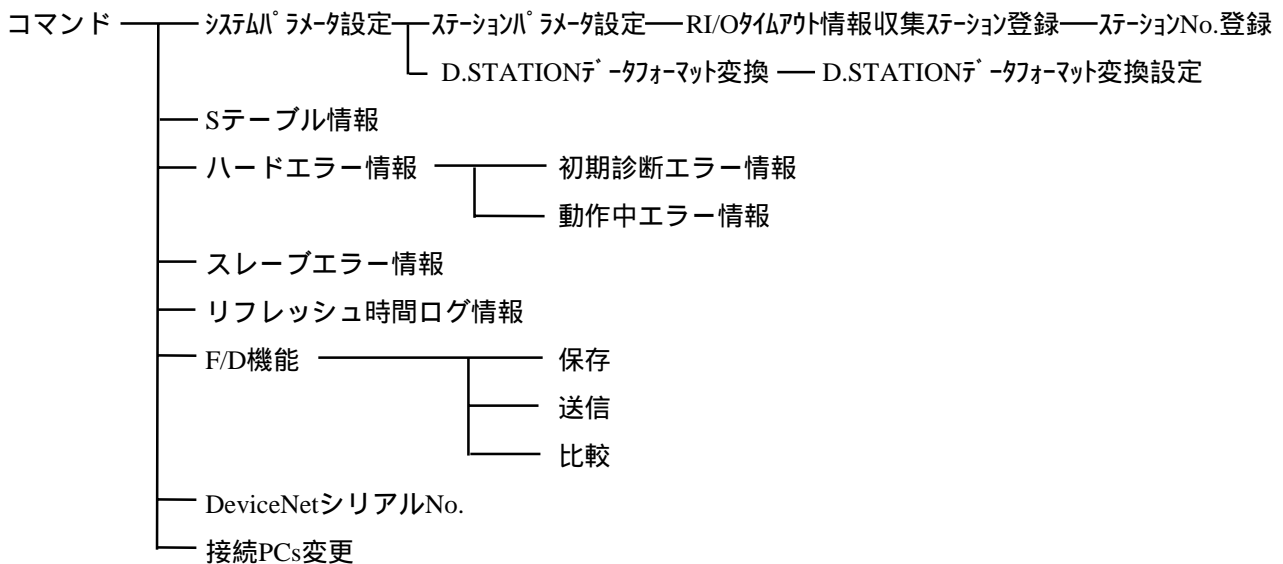 コマンド ｼｽﾃﾑﾊﾟﾗﾒｰﾀ設定 ｽﾃｰｼｮﾝﾊﾟﾗﾒｰﾀ設定 RI/Oﾀｲﾑｱｳﾄ情報収集ｽﾃｰｼｮﾝ登録 ｽﾃｰｼｮﾝNo.登録
D.STATIONﾃﾞｰﾀﾌｫｰﾏｯﾄ変換 D.STATIONﾃﾞｰﾀﾌｫｰﾏｯﾄ変換設定
Sテーブル情報
ハードエラー情報 初期診断エラー情報
動作中エラー情報
スレーブエラー情報
リフレッシュ時間ログ情報
F/D機能 保存
送信
比較
DeviceNetシリアルNo.
接続PCs変更